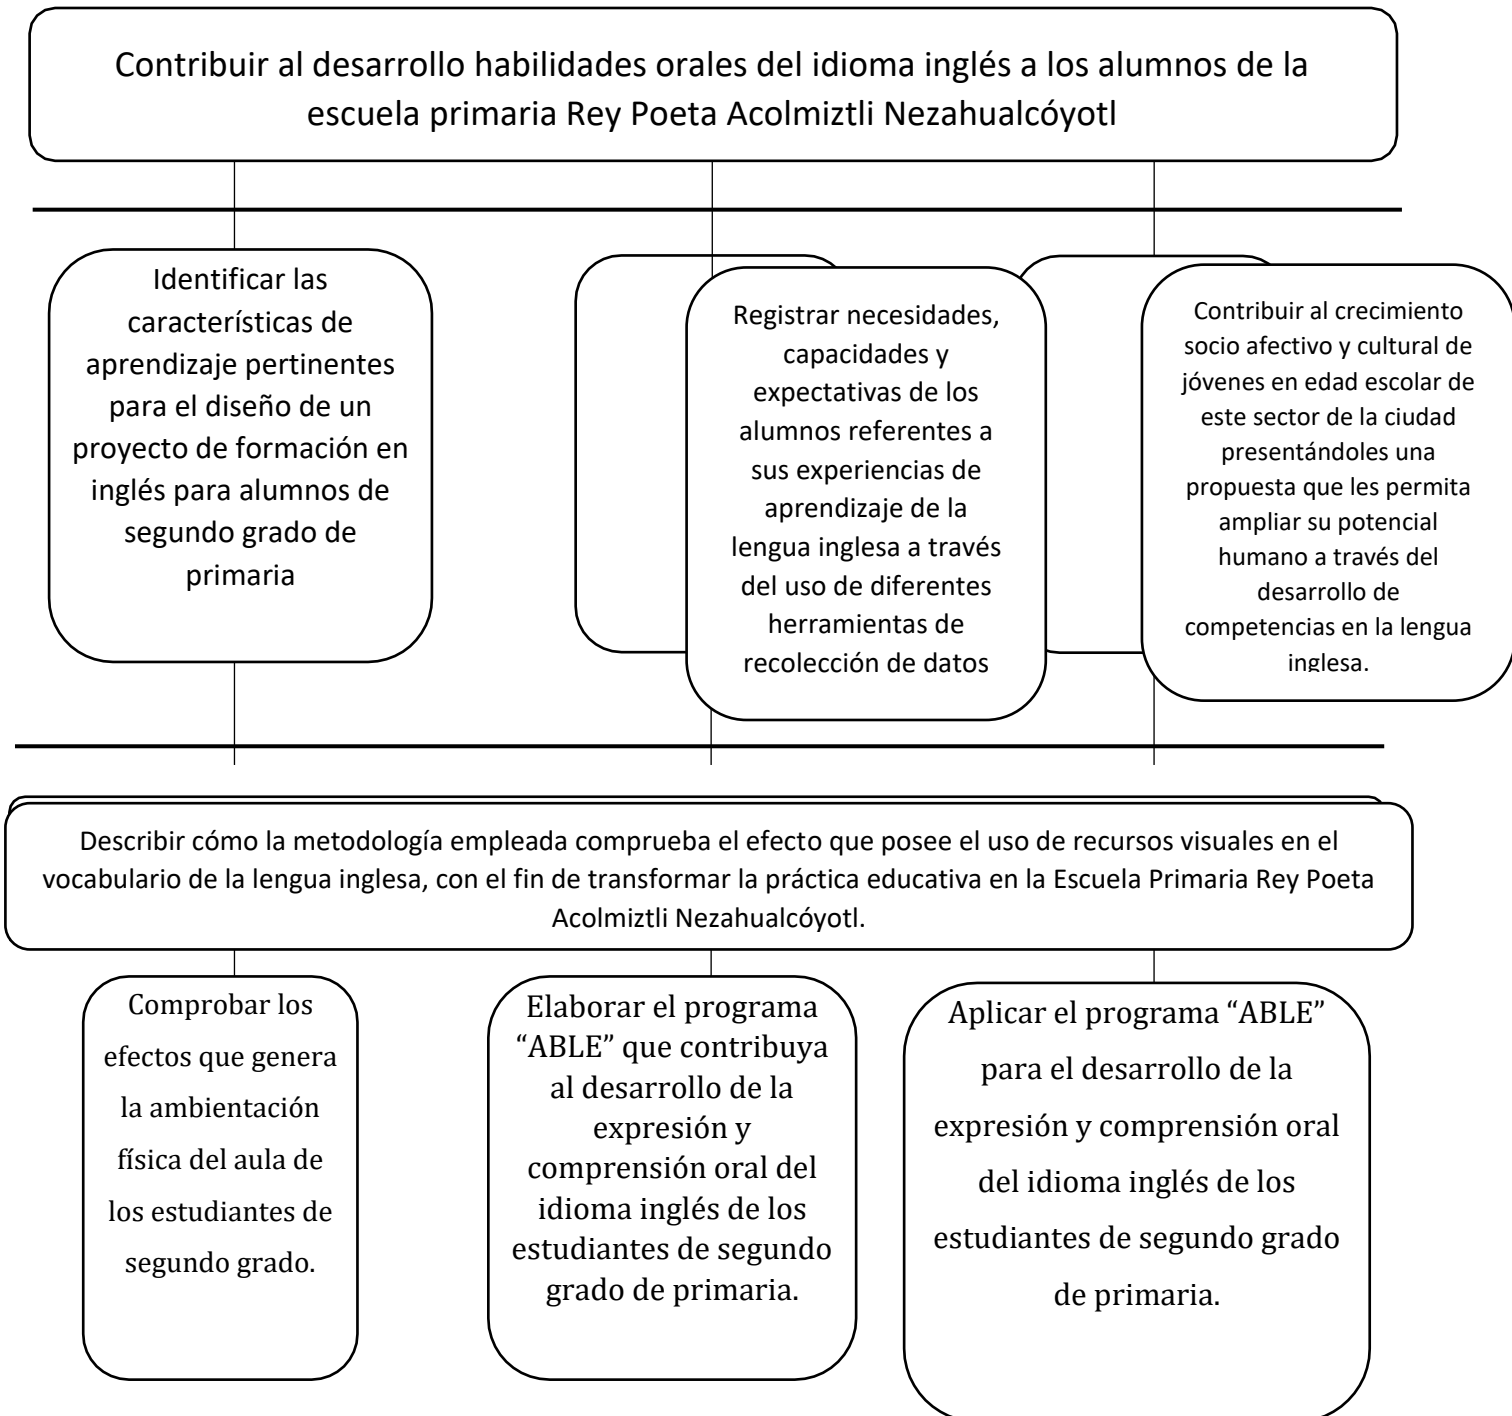 Contribuir al desarrollo habilidades orales del idioma inglés a los alumnos de la
escuela primaria Rey Poeta Acolmiztli Nezahualcóyotl
Identificar las
características de
aprendizaje pertinentes
para el diseño de un
proyecto de formación en
inglés para alumnos de
segundo grado de
primaria
Registrar necesidades,
capacidades y
expectativas de los
alumnos referentes a
sus experiencias de
aprendizaje de la
lengua inglesa a través
del uso de diferentes
herramientas de
recolección de datos
Contribuir al crecimiento
socio afectivo y cultural de
jóvenes en edad escolar de
este sector de la ciudad
presentándoles una
propuesta que les permita
ampliar su potencial
humano a través del
desarrollo de
competencias en la lengua
inglesa.
Describir cómo la metodología empleada comprueba el efecto que posee el uso de recursos visuales en el
vocabulario de la lengua inglesa, con el fin de transformar la práctica educativa en la Escuela Primaria Rey Poeta
Acolmiztli Nezahualcóyotl.
Comprobar los
efectos que genera
la ambientación
física del aula de
los estudiantes de
segundo grado.
Elaborar el programa
“ABLE” que contribuya
al desarrollo de la
expresión y
comprensión oral del
idioma inglés de los
estudiantes de segundo
grado de primaria.
Aplicar el programa “ABLE”
para el desarrollo de la
expresión y comprensión oral
del idioma inglés de los
estudiantes de segundo grado
de primaria.